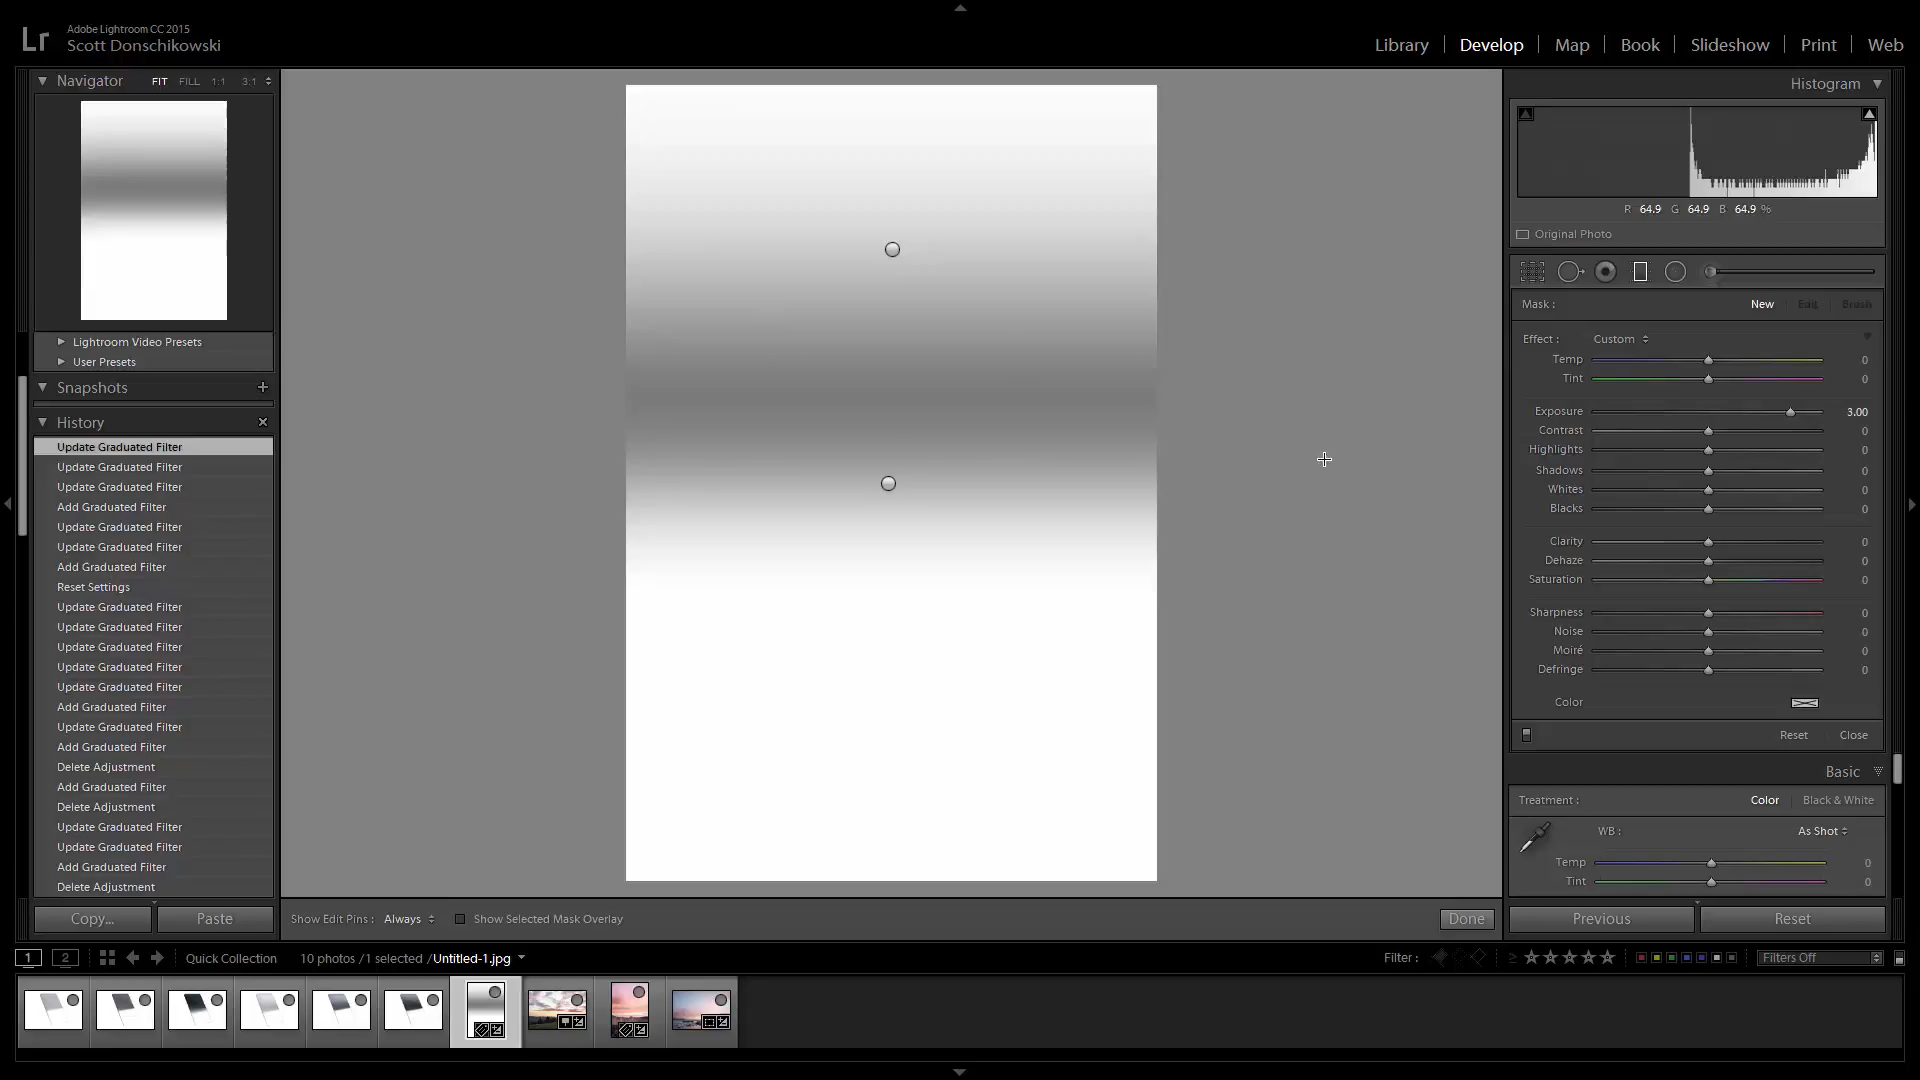 Lr
Adobe Lightroom CC 2015
Scott Donschikowski
Library | Develop | Map | Book | Slideshow | Print | Web
Navigator FIT FILL 1:1 3:1
Lightroom Video Presets
User Presets
Snapshots +
History ×
Update Graduated Filter
Update Graduated Filter
Update Graduated Filter
Add Graduated Filter
Update Graduated Filter
Update Graduated Filter
Add Graduated Filter
Reset Settings
Update Graduated Filter
Update Graduated Filter
Update Graduated Filter
Update Graduated Filter
Update Graduated Filter
Add Graduated Filter
Update Graduated Filter
Add Graduated Filter
Delete Adjustment
Add Graduated Filter
Delete Adjustment
Update Graduated Filter
Update Graduated Filter
Add Graduated Filter
Delete Adjustment
Copy... Paste
Show Edit Pins : Always Show Selected Mask Overlay Done
Histogram
R 64.9 G 64.9 B 64.9 %
Original Photo
Mask : New Edit Brush
Effect : Custom
Temp 0
Tint 0
Exposure 3.00
Contrast 0
Highlights 0
Shadows 0
Whites 0
Blacks 0
Clarity 0
Dehaze 0
Saturation 0
Sharpness 0
Noise 0
Moiré 0
Defringe 0
Color
Reset Close
Basic
Treatment : Color | Black & White
WB : As Shot
Temp 0
Tint 0
Previous Reset
1 2 Quick Collection 10 photos /1 selected /Untitled-1.jpg
Filter : ≥ Filters Off